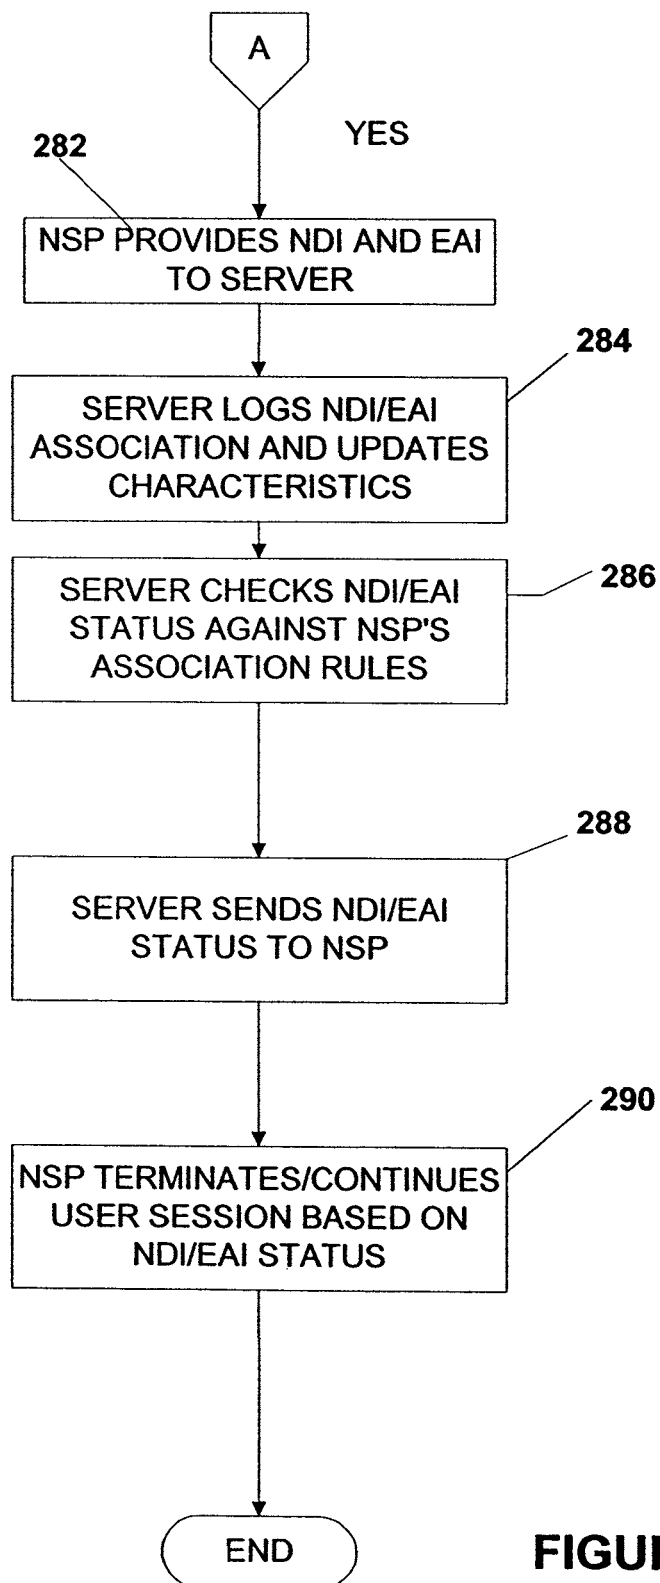 A
YES
282
NSP PROVIDES NDI AND EAI
TO SERVER
284
SERVER LOGS NDI/EAI
ASSOCIATION AND UPDATES
CHARACTERISTICS
286
SERVER CHECKS NDI/EAI
STATUS AGAINST NSP'S
ASSOCIATION RULES
288
SERVER SENDS NDI/EAI
STATUS TO NSP
290
NSP TERMINATES/CONTINUES
USER SESSION BASED ON
NDI/EAI STATUS
END